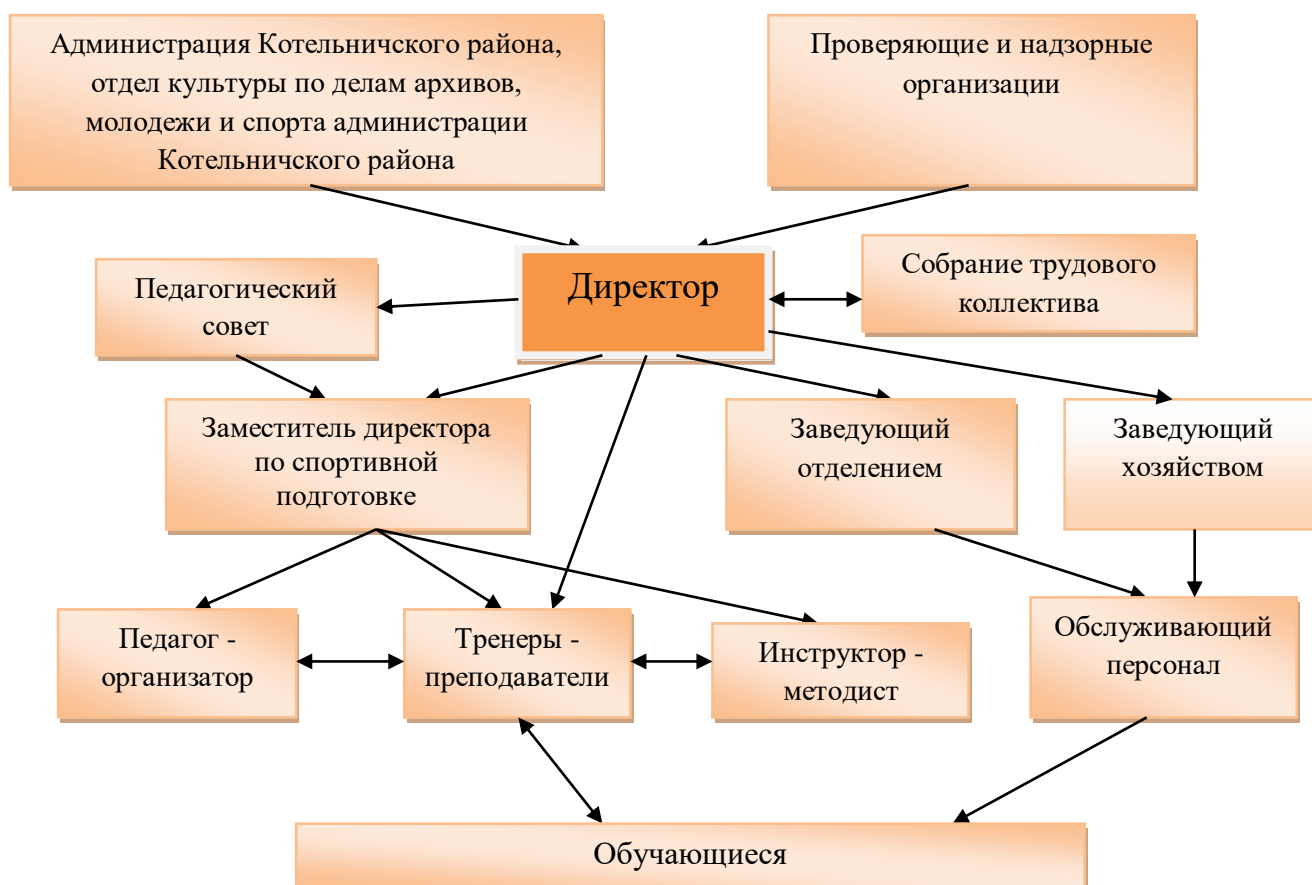 Администрация Котельничского района,
отдел культуры по делам архивов,
молодежи и спорта администрации
Котельничского района
Проверяющие и надзорные
организации
Директор
Собрание трудового
коллектива
Педагогический
совет
Заместитель директора
по спортивной
подготовке
Заведующий
отделением
Заведующий
хозяйством
Педагог -
организатор
Тренеры -
преподаватели
Инструктор -
методист
Обслуживающий
персонал
Обучающиеся